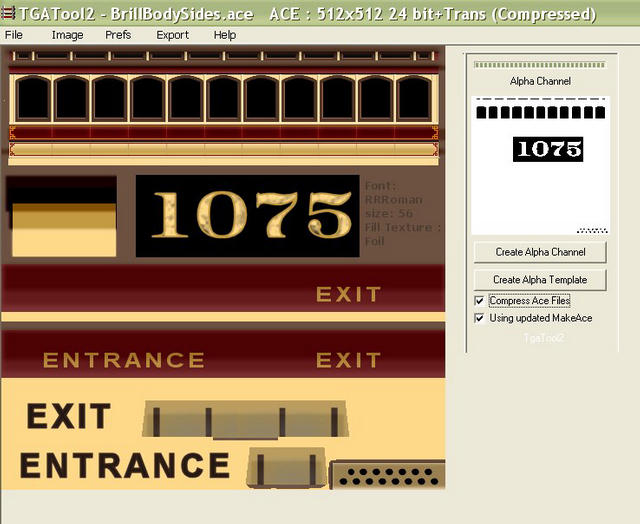 TGATool2 - BrillBodySides.ace ACE : 512x512 24 bit+Trans (Compressed)
File Image Prefs Export Help
Alpha Channel
1075
1075
Font:
RRRoman
size: 56
Fill Texture :
Foil
Create Alpha Channel
Create Alpha Template
EXIT
Compress Ace Files
Using updated MakeAce
TgaTool2
ENTRANCE EXIT
EXIT
ENTRANCE